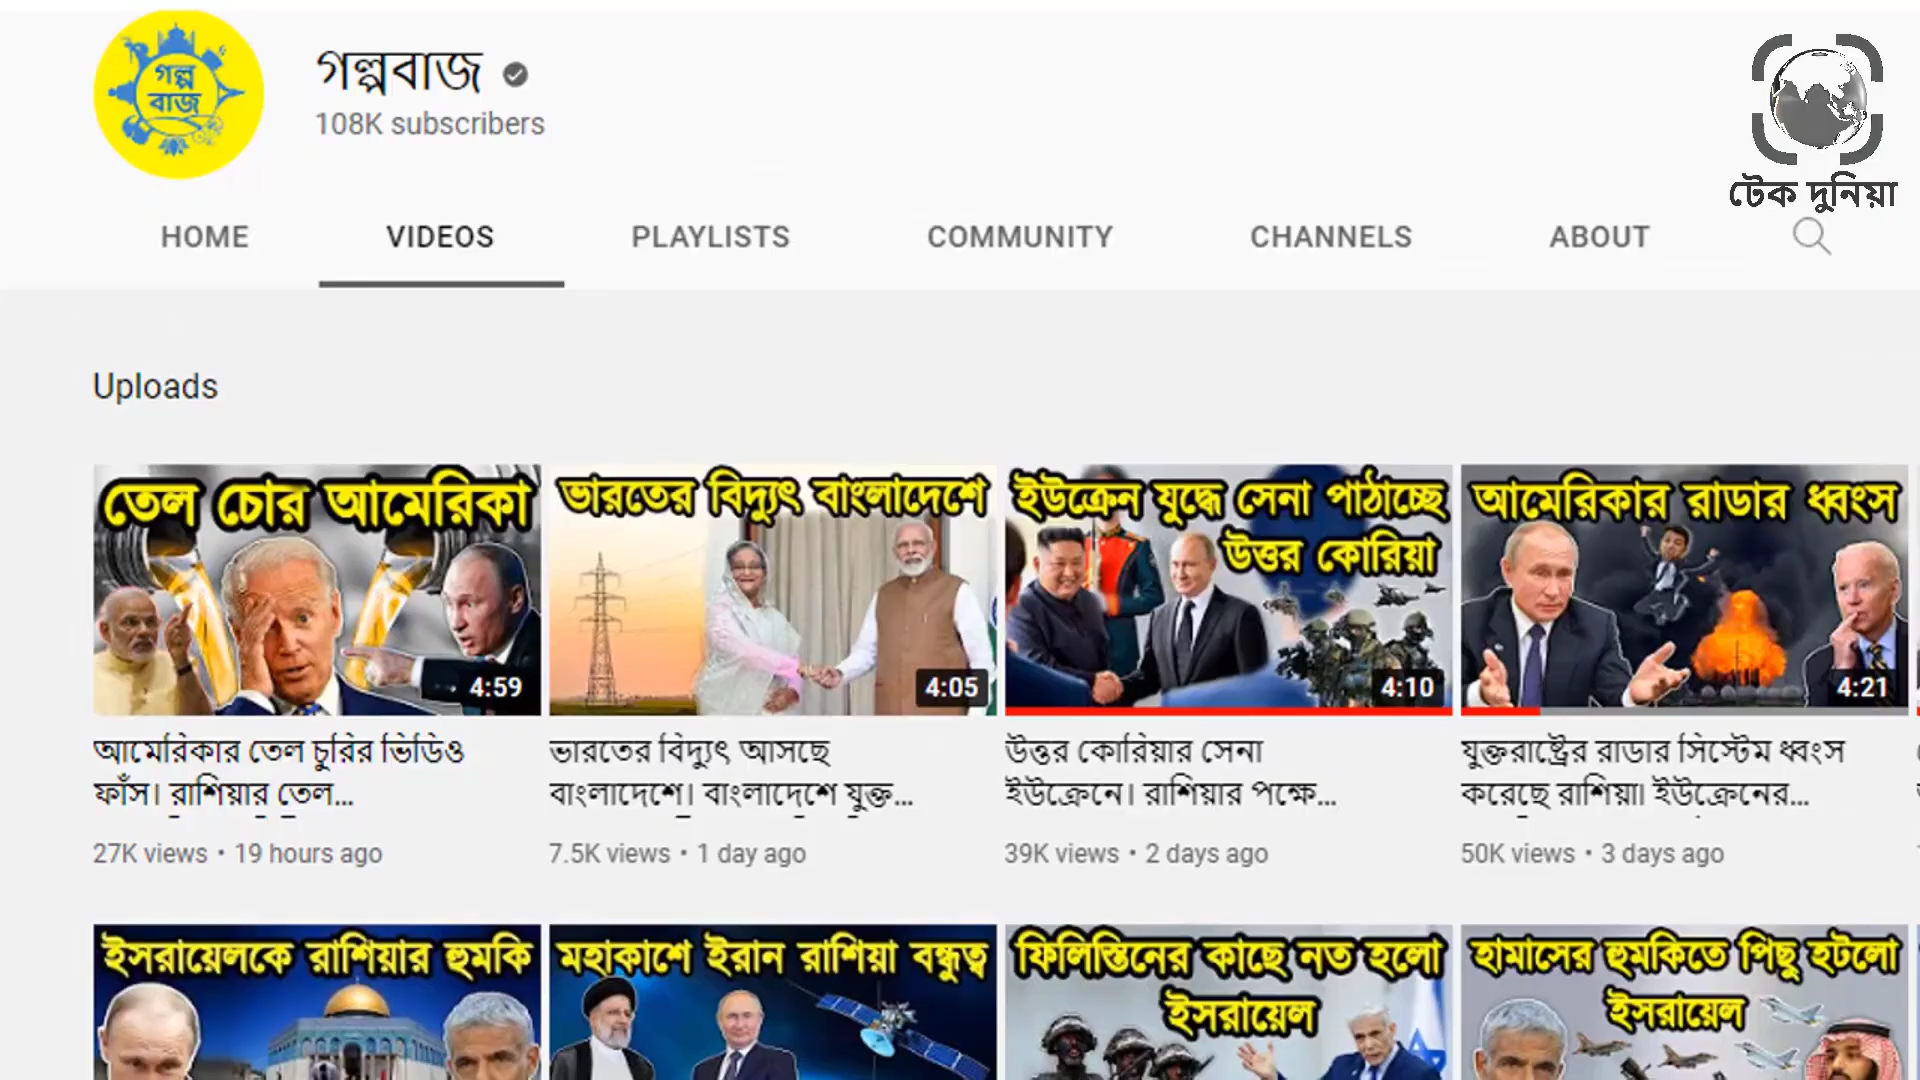 গল্প
বাজ
গল্পবাজ
108K subscribers
টেক দুনিয়া
HOME
VIDEOS
PLAYLISTS
COMMUNITY
CHANNELS
ABOUT
Uploads
তেল চোর আমেরিকা
4:59
ভারতের বিদ্যুৎ বাংলাদেশে
4:05
ইউক্রেন যুদ্ধে সেনা পাঠাচ্ছে
উত্তর কোরিয়া
4:10
আমেরিকার রাডার ধ্বংস
4:21
আমেরিকার তেল চুরির ভিডিও
ফাঁস। রাশিয়ার তেল...
27K views • 19 hours ago
ভারতের বিদ্যুৎ আসছে
বাংলাদেশে। বাংলাদেশে যুক্ত...
7.5K views • 1 day ago
উত্তর কোরিয়ার সেনা
ইউক্রেনে। রাশিয়ার পক্ষে...
39K views • 2 days ago
যুক্তরাষ্ট্রের রাডার সিস্টেম ধ্বংস
করেছে রাশিয়া৷ ইউক্রেনের...
50K views • 3 days ago
ইসরায়েলকে রাশিয়ার হুমকি
মহাকাশে ইরান রাশিয়া বন্ধুত্ব
ফিলিস্তিনের কাছে নত হলো
ইসরায়েল
হামাসের হুমকিতে পিছু হটলো
ইসরায়েল